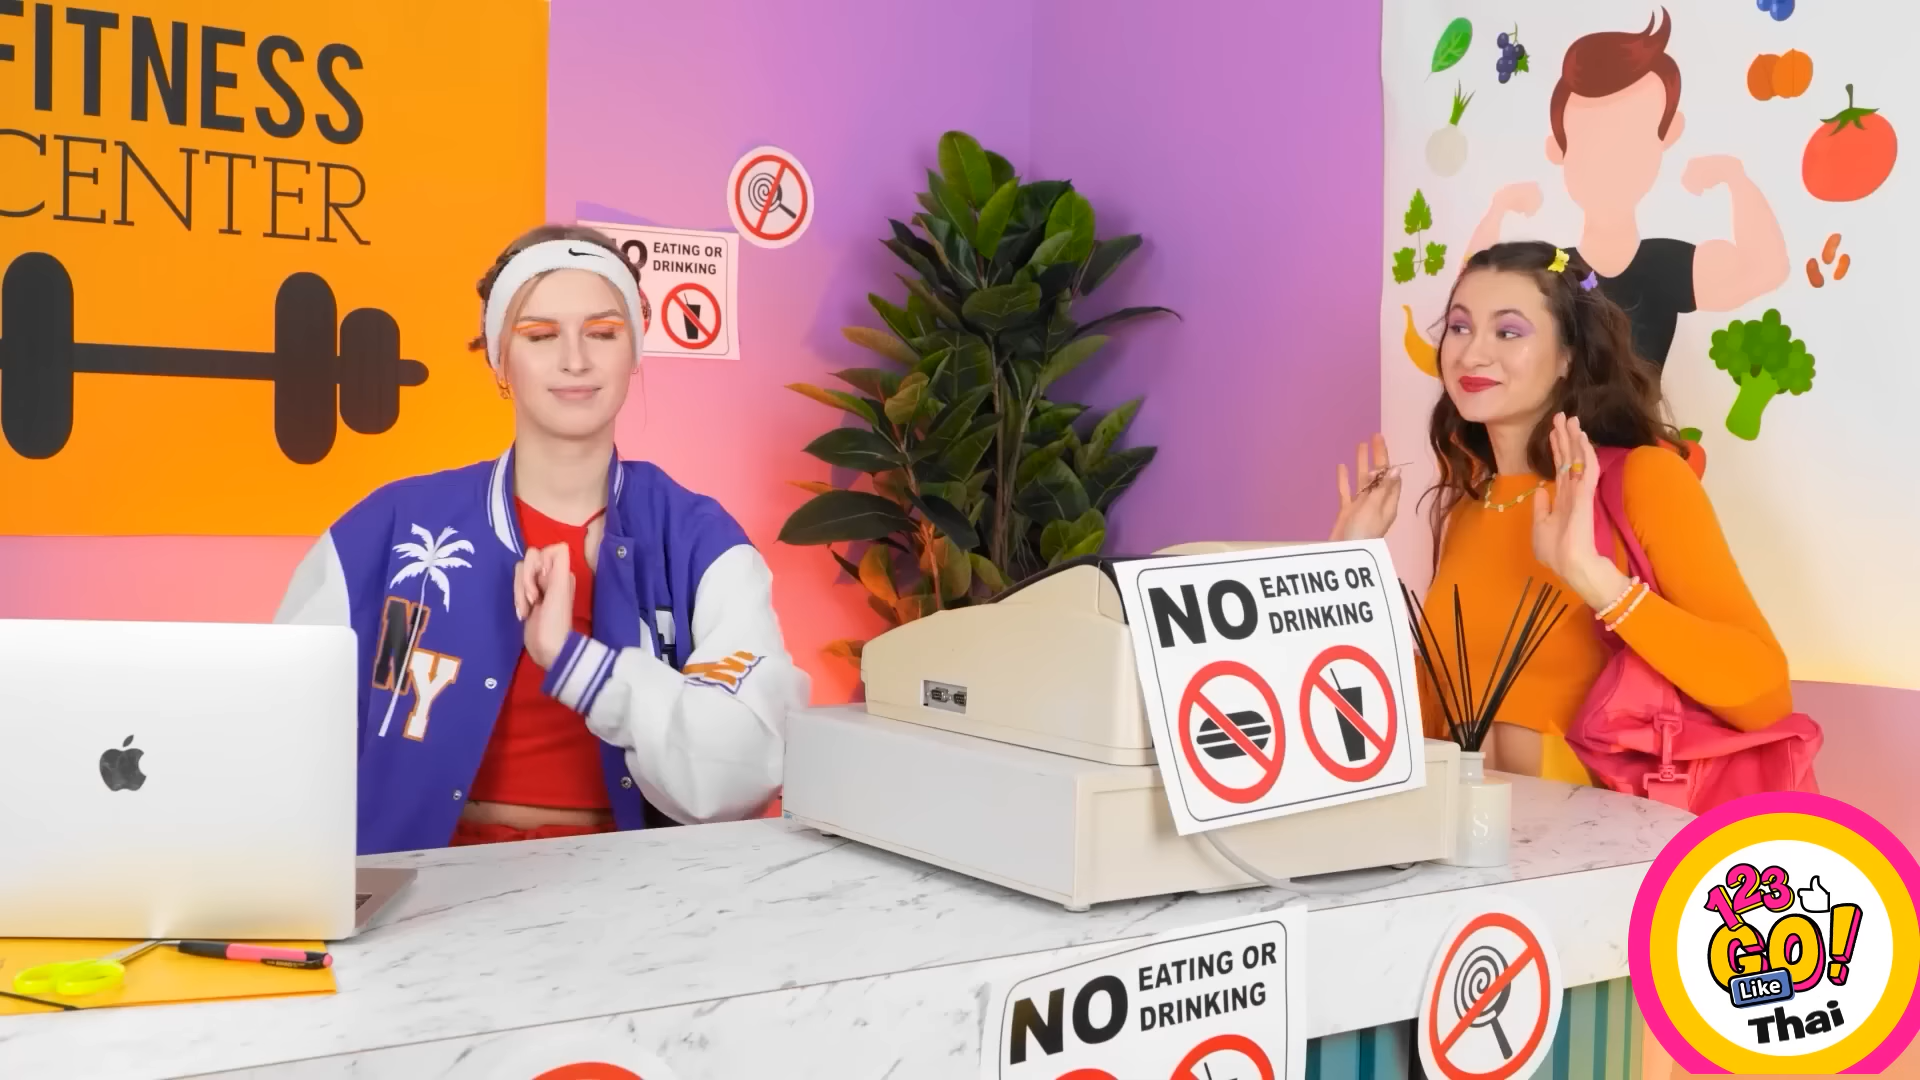 FITNESS
CENTER
NO EATING OR
DRINKING
NY
NO EATING OR
DRINKING
S
NO EATING OR
DRINKING
123
GO!
Like
Thai